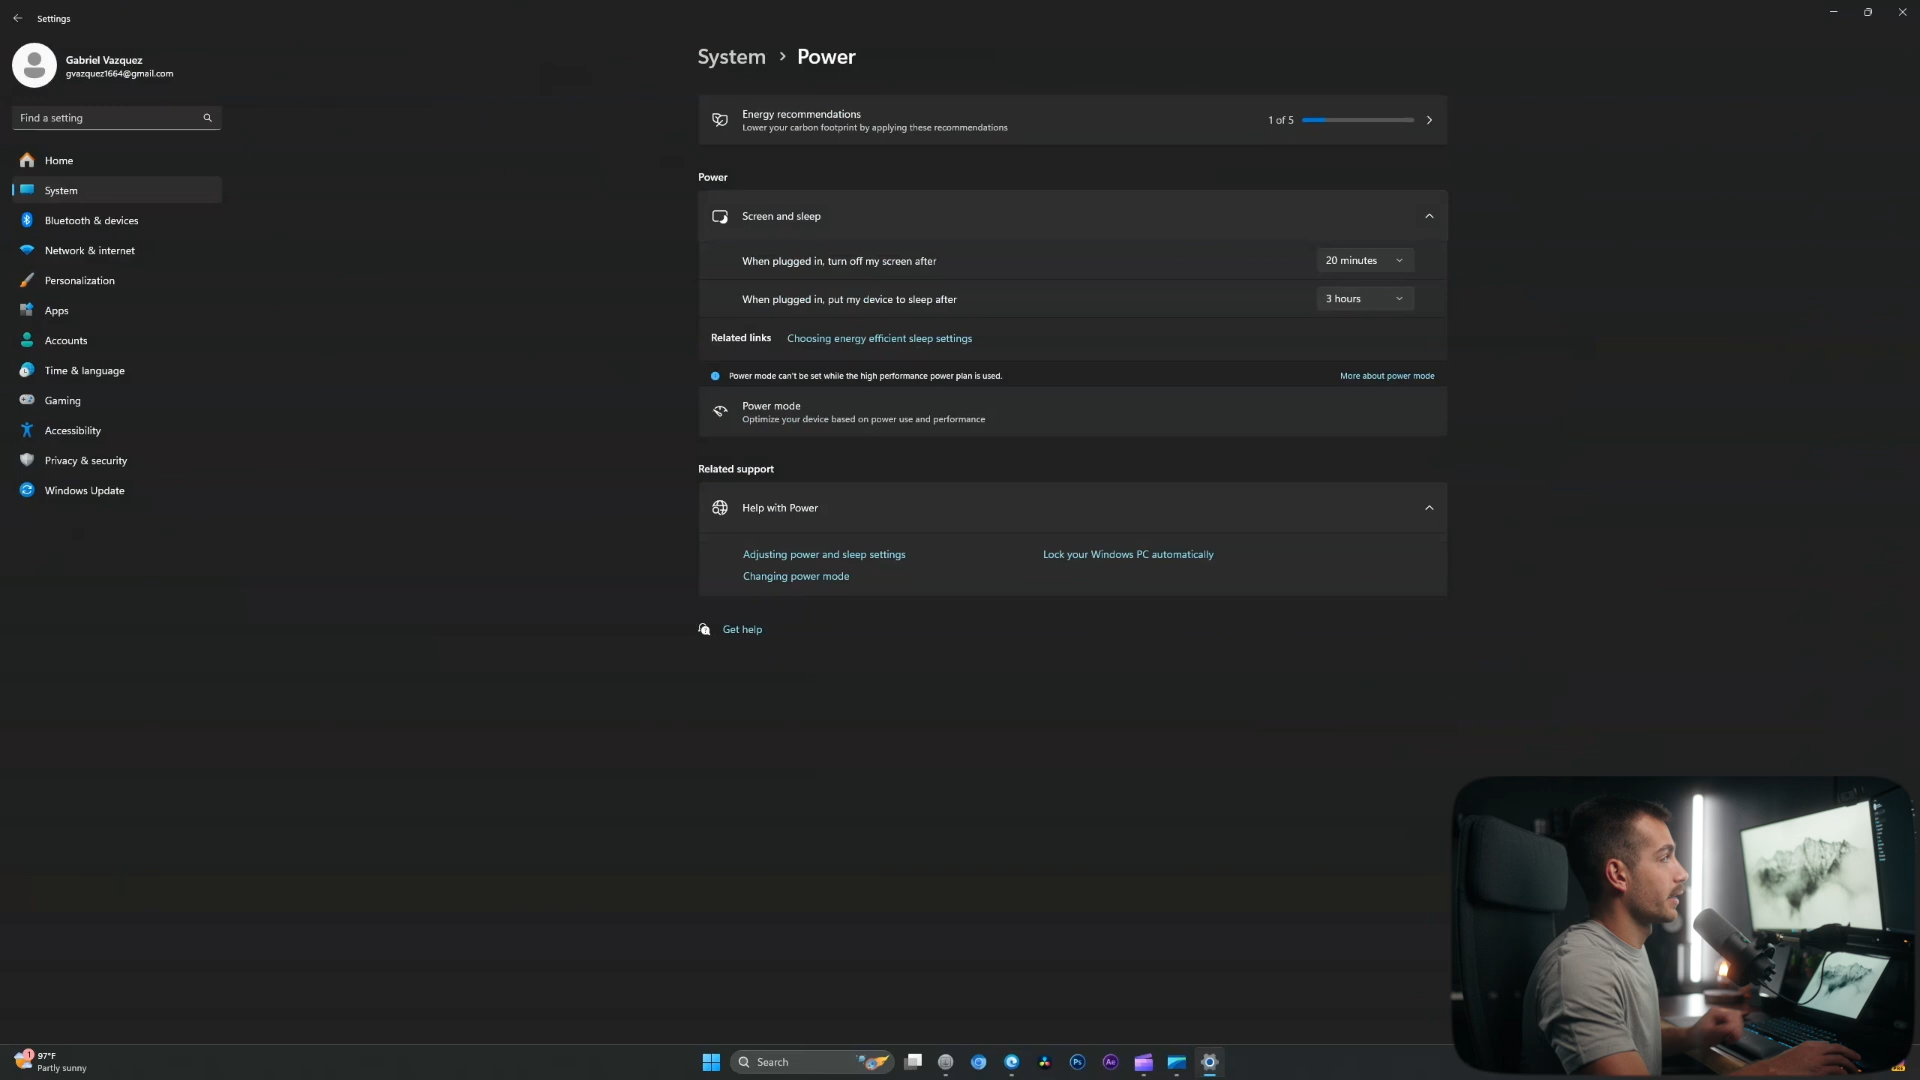 Settings
Gabriel Vazquez
gvazquez1664@gmail.com
Find a setting
Home
System
Bluetooth & devices
Network & internet
Personalization
Apps
Accounts
Time & language
Gaming
Accessibility
Privacy & security
Windows Update
System > Power
Energy recommendations
Lower your carbon footprint by applying these recommendations
1 of 5
Power
Screen and sleep
When plugged in, turn off my screen after
20 minutes
When plugged in, put my device to sleep after
3 hours
Related links Choosing energy efficient sleep settings
Power mode can't be set while the high performance power plan is used.
More about power mode
Power mode
Optimize your device based on power use and performance
Related support
Help with Power
Adjusting power and sleep settings
Lock your Windows PC automatically
Changing power mode
Get help
1
97°F
Partly sunny
Search
Ps
Ae